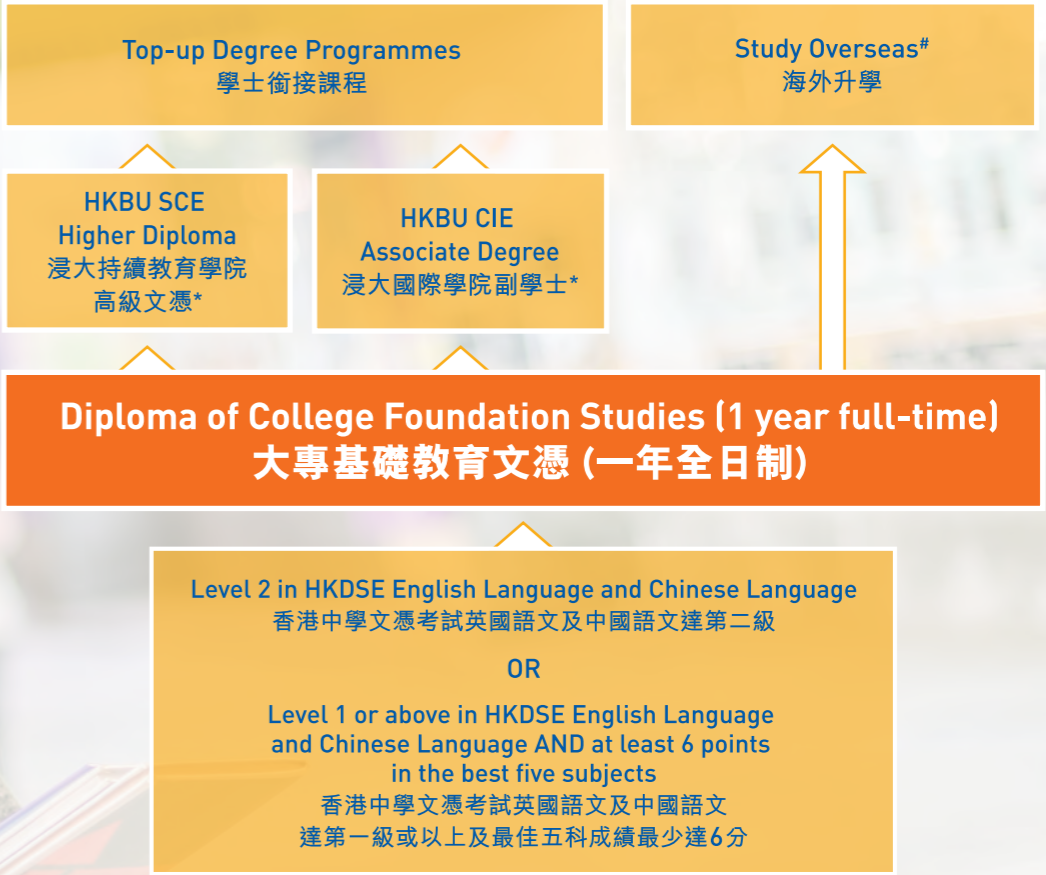 Top-up Degree Programmes
學士銜接課程
Study Overseas#
海外升學
HKBU SCE
Higher Diploma
浸大持續教育學院
高級文憑*
HKBU CIE
Associate Degree
浸大國際學院副學士*
Diploma of College Foundation Studies (1 year full-time)
大專基礎教育文憑 (一年全日制)
Level 2 in HKDSE English Language and Chinese Language
香港中學文憑考試英國語文及中國語文達第二級
OR
Level 1 or above in HKDSE English Language
and Chinese Language AND at least 6 points
in the best five subjects
香港中學文憑考試英國語文及中國語文
達第一級或以上及最佳五科成績最少達6分